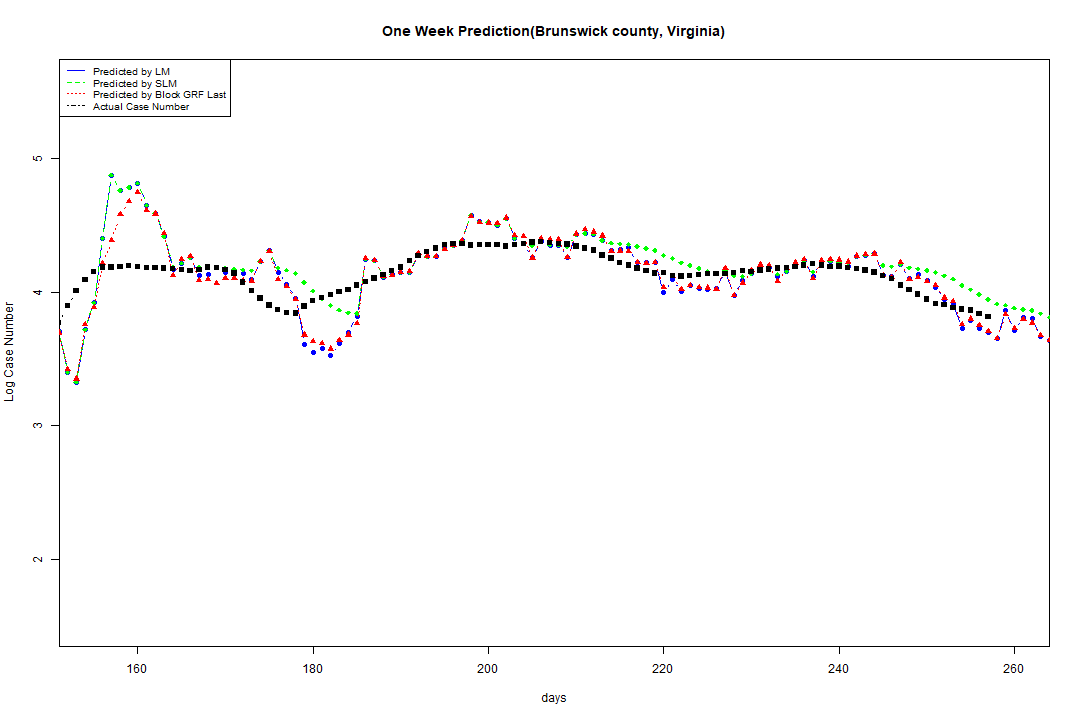 One Week Prediction(Brunswick county, Virginia)
Predicted by LM
Predicted by SLM
Predicted by Block GRF Last
Actual Case Number
5
4
3
2
Log Case Number
160 180 200 220 240 260
days